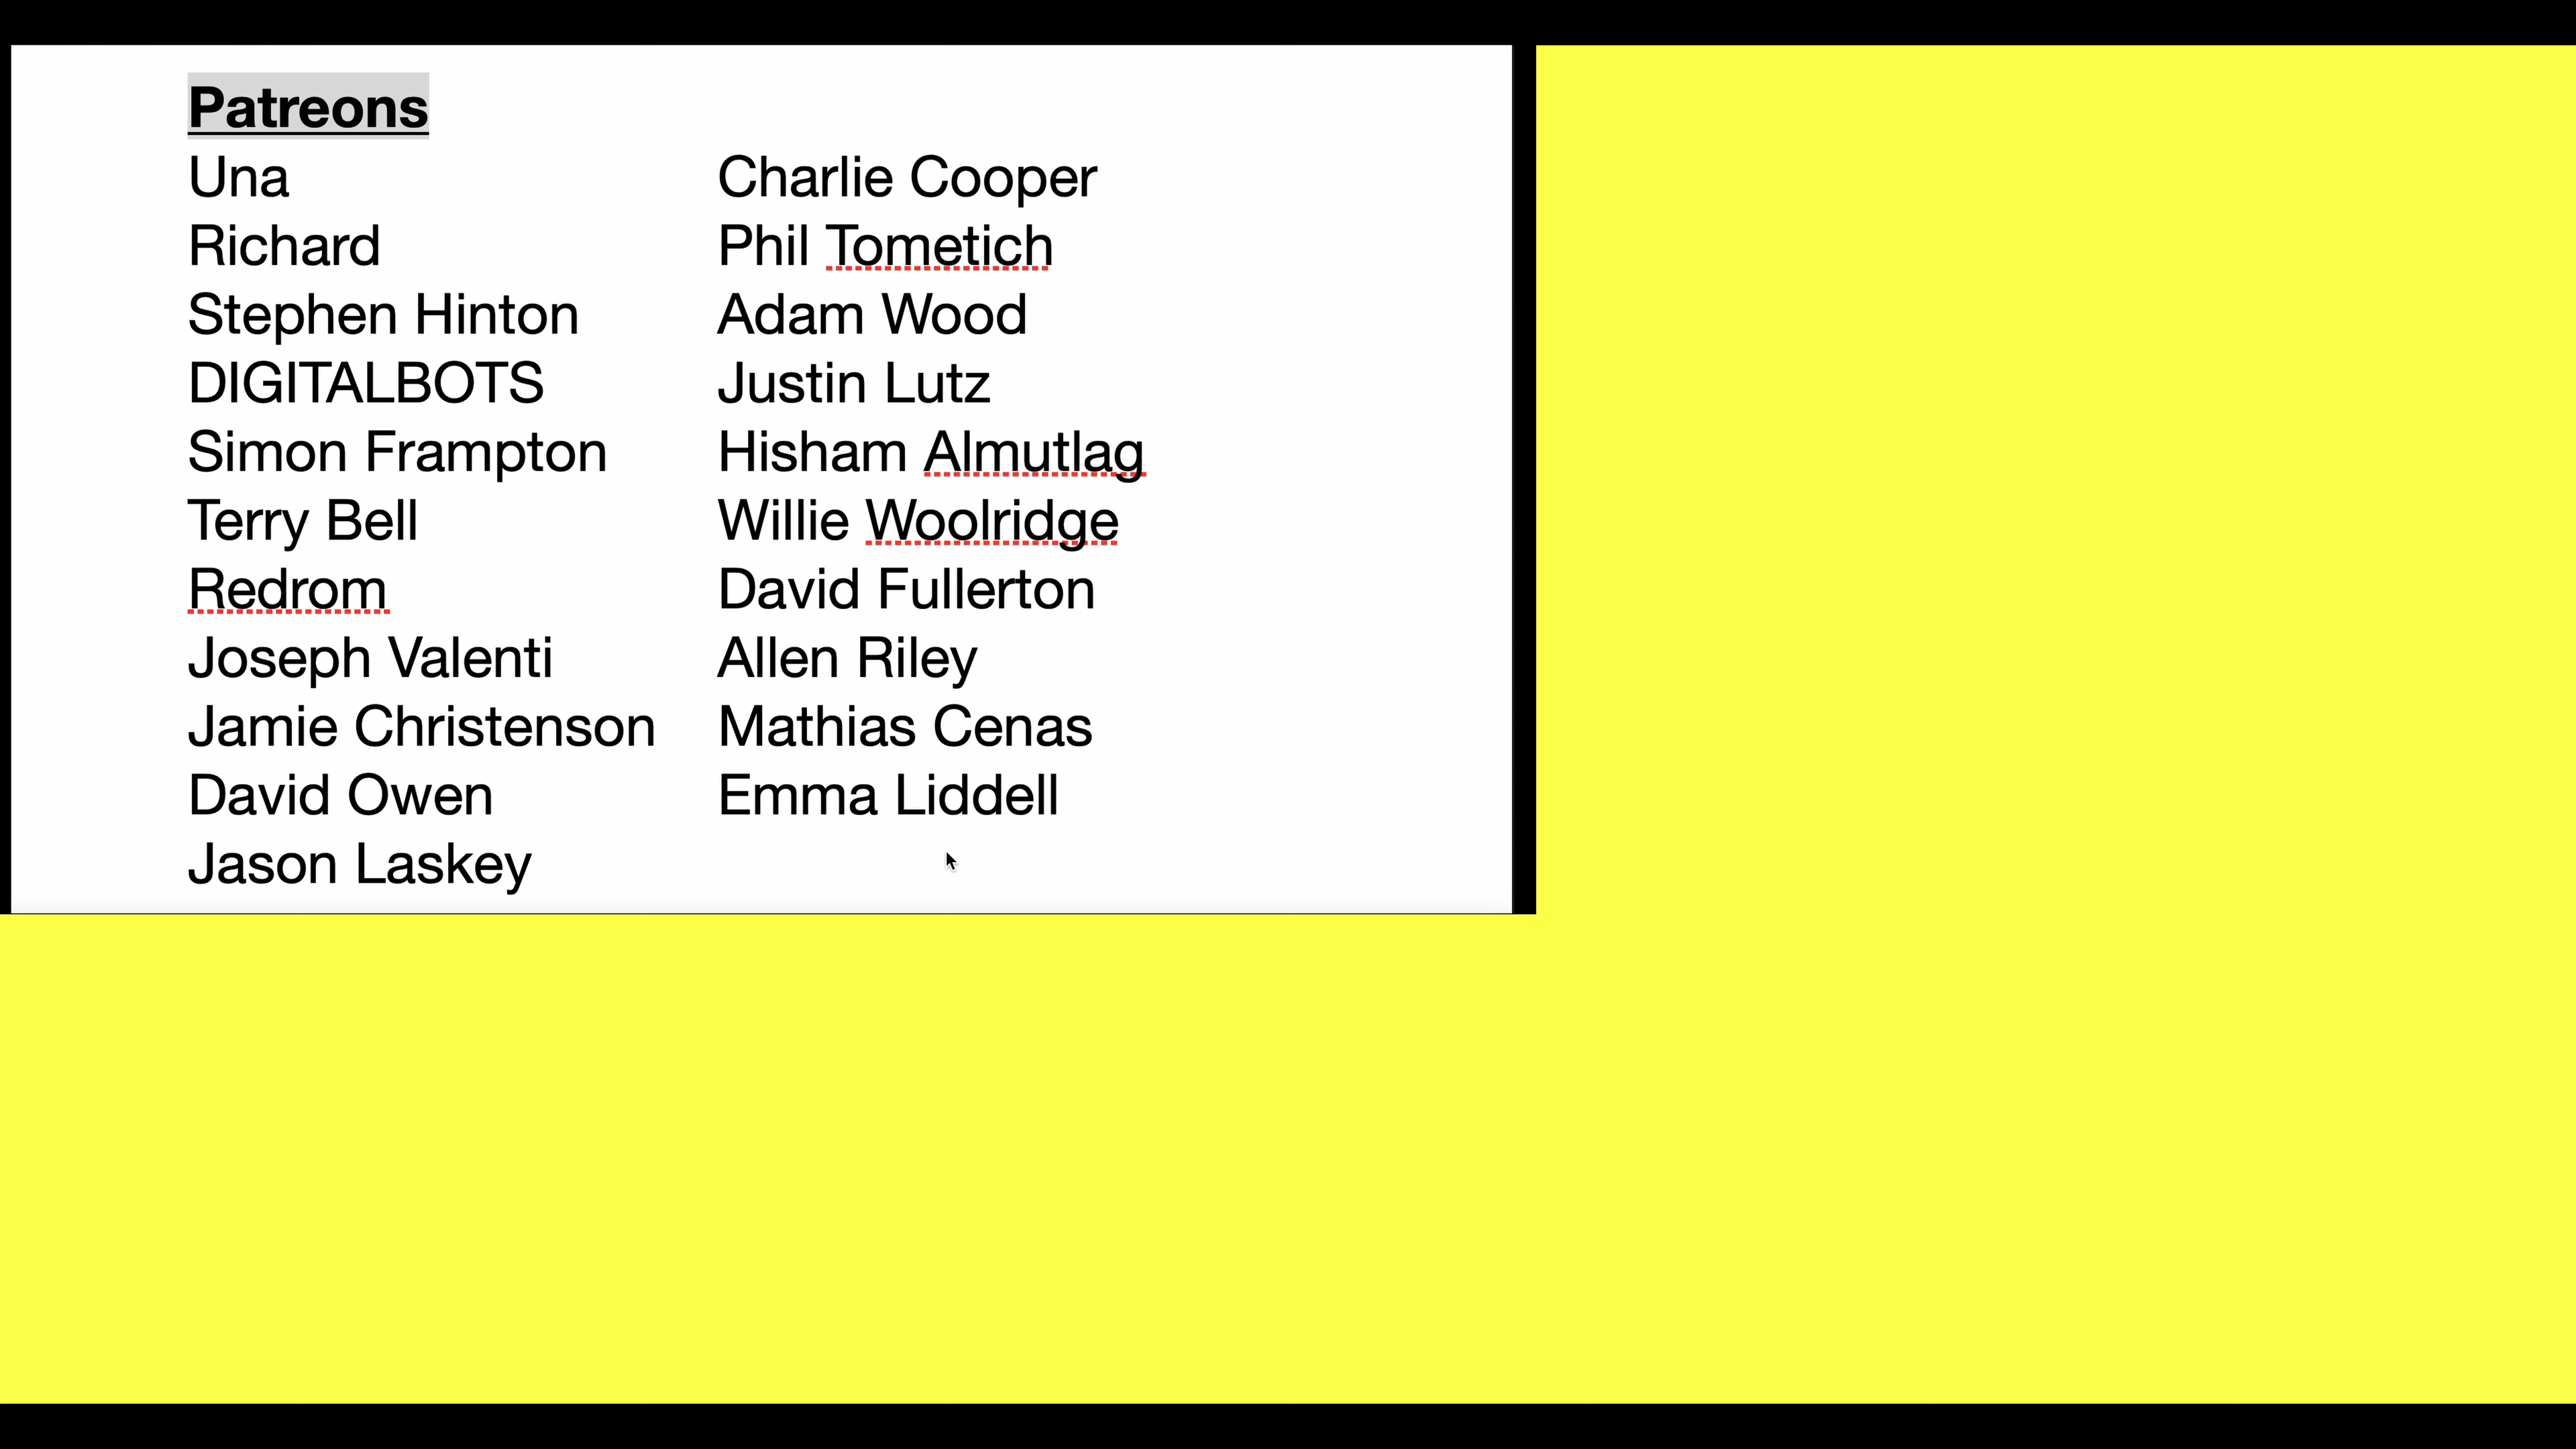 Patreons
Una
Richard
Stephen Hinton
DIGITALBOTS
Simon Frampton
Terry Bell
Redrom
Joseph Valenti
Jamie Christenson
David Owen
Jason Laskey
Charlie Cooper
Phil Tometich
Adam Wood
Justin Lutz
Hisham Almutlag
Willie Woolridge
David Fullerton
Allen Riley
Mathias Cenas
Emma Liddell